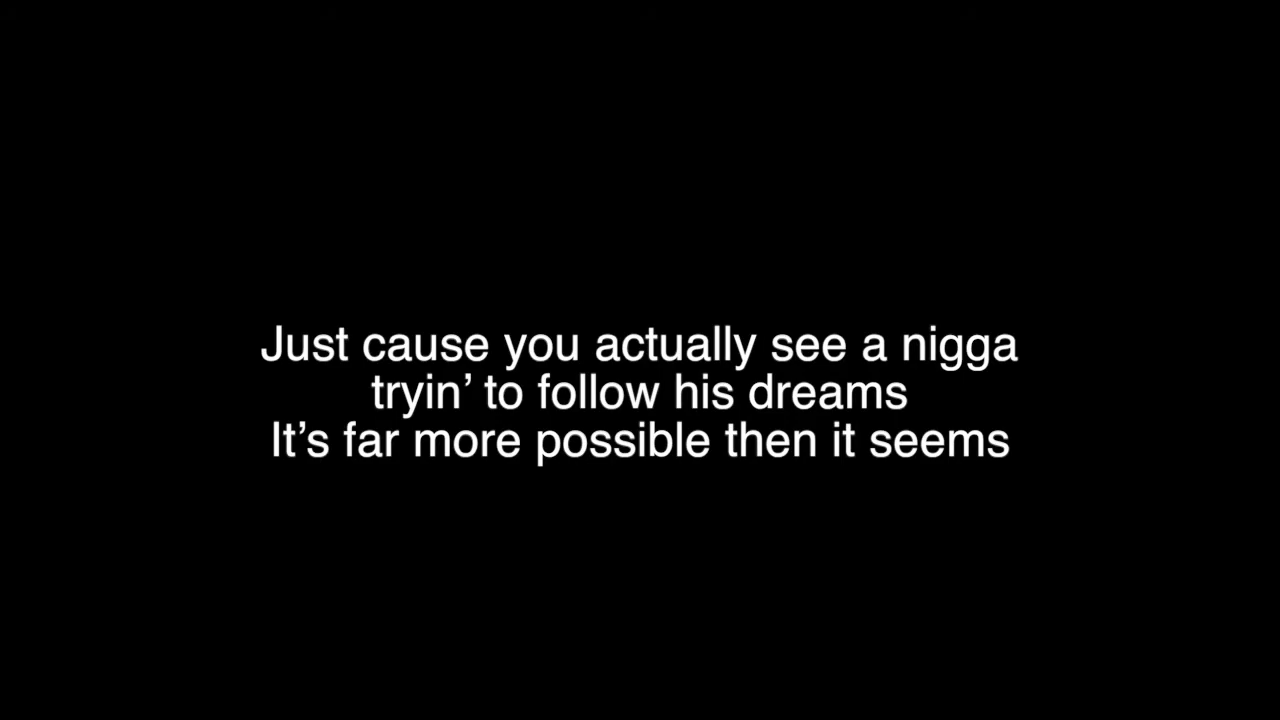 Just cause you actually see a nigga
tryin’ to follow his dreams
It’s far more possible then it seems